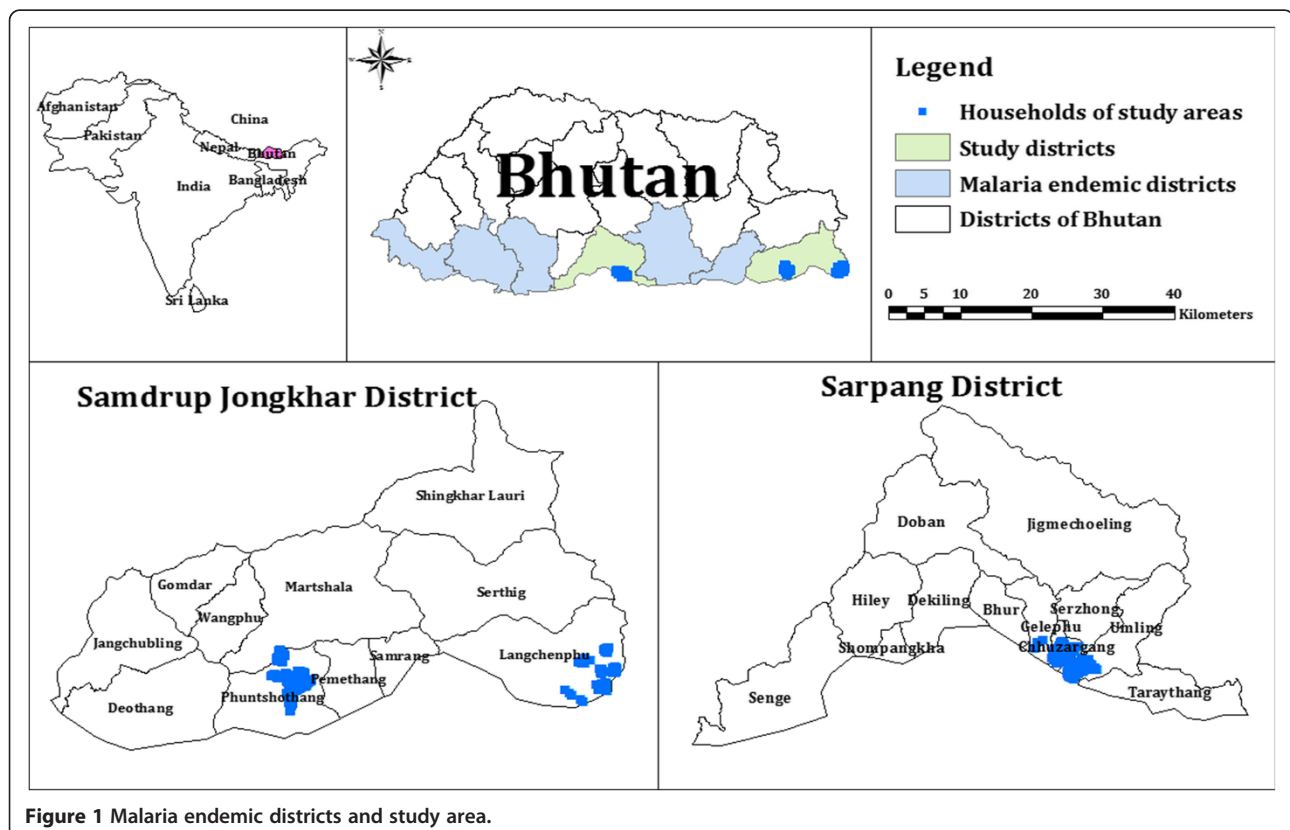 Afghanistan
Pakistan
China
Nepal
Bhutan
India
Bangladesh
Sri Lanka
N
Bhutan
Legend
Households of study areas
Study districts
Malaria endemic districts
Districts of Bhutan
0 5 10 20 30 40
Kilometers
Samdrup Jongkhar District
Shingkhar Lauri
Gomdar
Martshala
Serthig
Wangphu
Jangchubling
Samrang
Langchenphu
Pemethang
Phuntshothang
Deothang
Sarpang District
Doban
Jigmechoeling
Hiley
Dekiling
Bhur
Serzhong
Gelephu
Umling
Shompangkha
Chhuzargang
Senge
Taraythang
Figure 1 Malaria endemic districts and study area.